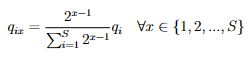 q_{ix} = \frac{2^{x-1}}{\sum_{i=1}^{S} 2^{x-1}} q_i \quad \forall x \in \{1, 2, ..., S\}